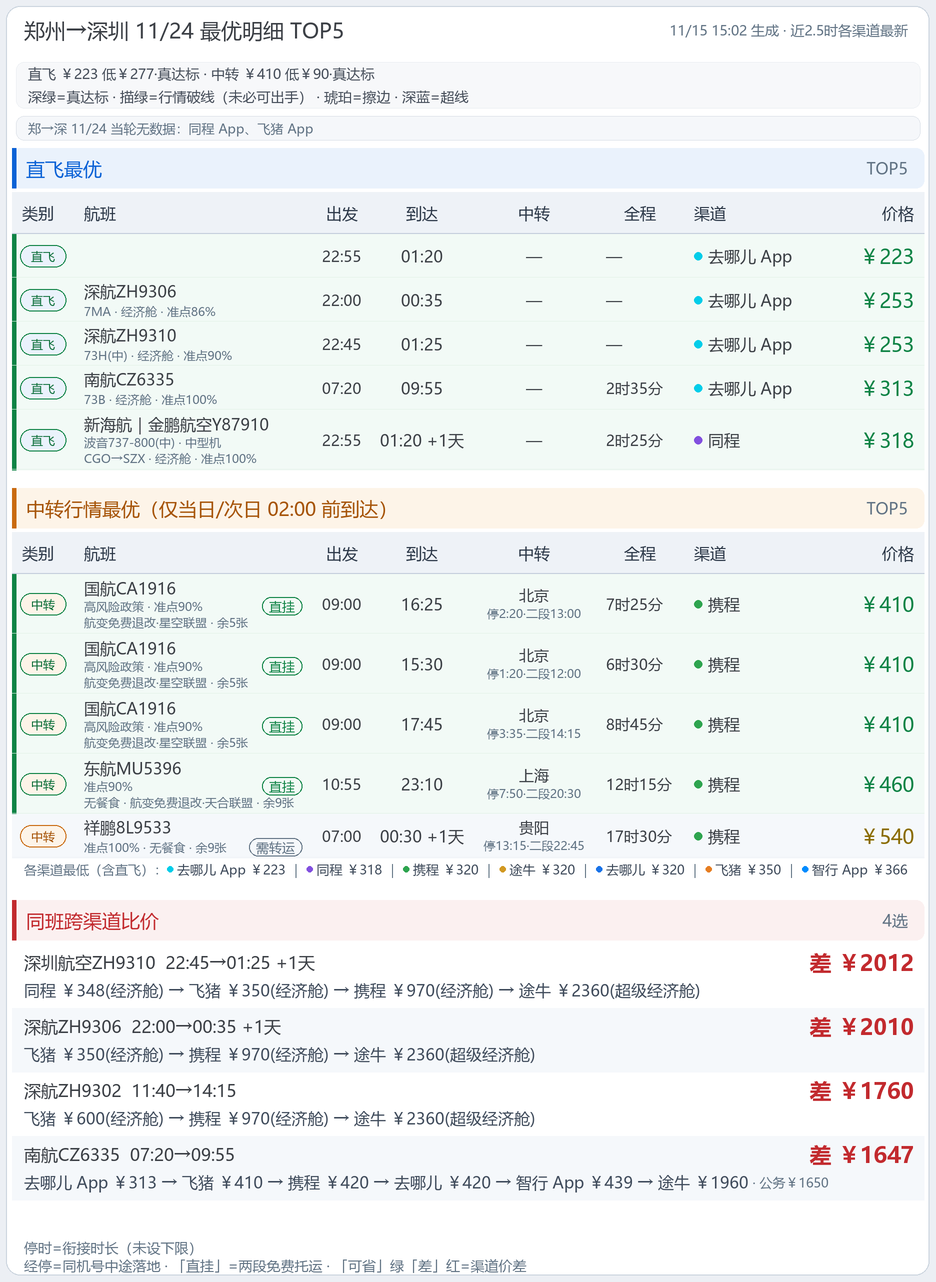 郑州→深圳 11/24 最优明细 TOP5
11/15 15:02 生成 · 近2.5时各渠道最新
直飞 ￥223 低￥277·真达标 · 中转 ￥410 低￥90·真达标
深绿=真达标 · 描绿=行情破线（未必可出手） · 琥珀=擦边 · 深蓝=超线
郑→深 11/24 当轮无数据：同程 App、飞猪 App
直飞最优 TOP5
类别 航班 出发 到达 中转 全程 渠道 价格
直飞 22:55 01:20 — — 去哪儿 App ￥223
直飞 深航ZH9306 22:00 00:35 — — 去哪儿 App ￥253
7MA · 经济舱 · 准点86%
直飞 深航ZH9310 22:45 01:25 — — 去哪儿 App ￥253
73H(中) · 经济舱 · 准点90%
直飞 南航CZ6335 07:20 09:55 — 2时35分 去哪儿 App ￥313
73B · 经济舱 · 准点100%
直飞 新海航｜金鹏航空Y87910 22:55 01:20 +1天 — 2时25分 同程 ￥318
波音737-800(中) · 中型机
CGO→SZX · 经济舱 · 准点100%
中转行情最优（仅当日/次日 02:00 前到达） TOP5
类别 航班 出发 到达 中转 全程 渠道 价格
中转 国航CA1916 直挂 09:00 16:25 北京 7时25分 携程 ￥410
高风险政策 · 准点90% 停2:20·二段13:00
航变免费退改·星空联盟 · 余5张
中转 国航CA1916 直挂 09:00 15:30 北京 6时30分 携程 ￥410
高风险政策 · 准点90% 停1:20·二段12:00
航变免费退改·星空联盟 · 余5张
中转 国航CA1916 直挂 09:00 17:45 北京 8时45分 携程 ￥410
高风险政策 · 准点90% 停3:35·二段14:15
航变免费退改·星空联盟 · 余5张
中转 东航MU5396 直挂 10:55 23:10 上海 12时15分 携程 ￥460
准点90% 停7:50·二段20:30
无餐食 · 航变免费退改·天合联盟 · 余9张
中转 祥鹏8L9533 需转运 07:00 00:30 +1天 贵阳 17时30分 携程 ￥540
准点100% · 无餐食 · 余9张 停13:15·二段22:45
各渠道最低（含直飞）： 去哪儿 App ￥223 ｜ 同程 ￥318 ｜ 携程 ￥320 ｜ 途牛 ￥320 ｜ 去哪儿 ￥320 ｜ 飞猪 ￥350 ｜ 智行 App ￥366
同班跨渠道比价 4选
深圳航空ZH9310 22:45→01:25 +1天 差 ￥2012
同程 ￥348(经济舱) → 飞猪 ￥350(经济舱) → 携程 ￥970(经济舱) → 途牛 ￥2360(超级经济舱)
深航ZH9306 22:00→00:35 +1天 差 ￥2010
飞猪 ￥350(经济舱) → 携程 ￥970(经济舱) → 途牛 ￥2360(超级经济舱)
深航ZH9302 11:40→14:15 差 ￥1760
飞猪 ￥600(经济舱) → 携程 ￥970(经济舱) → 途牛 ￥2360(超级经济舱)
南航CZ6335 07:20→09:55 差 ￥1647
去哪儿 App ￥313 → 飞猪 ￥410 → 携程 ￥420 → 去哪儿 ￥420 → 智行 App ￥439 → 途牛 ￥1960 · 公务￥1650
停时=衔接时长（未设下限）
经停=同机号中途落地 · 「直挂」=两段免费托运 · 「可省」绿「差」红=渠道价差